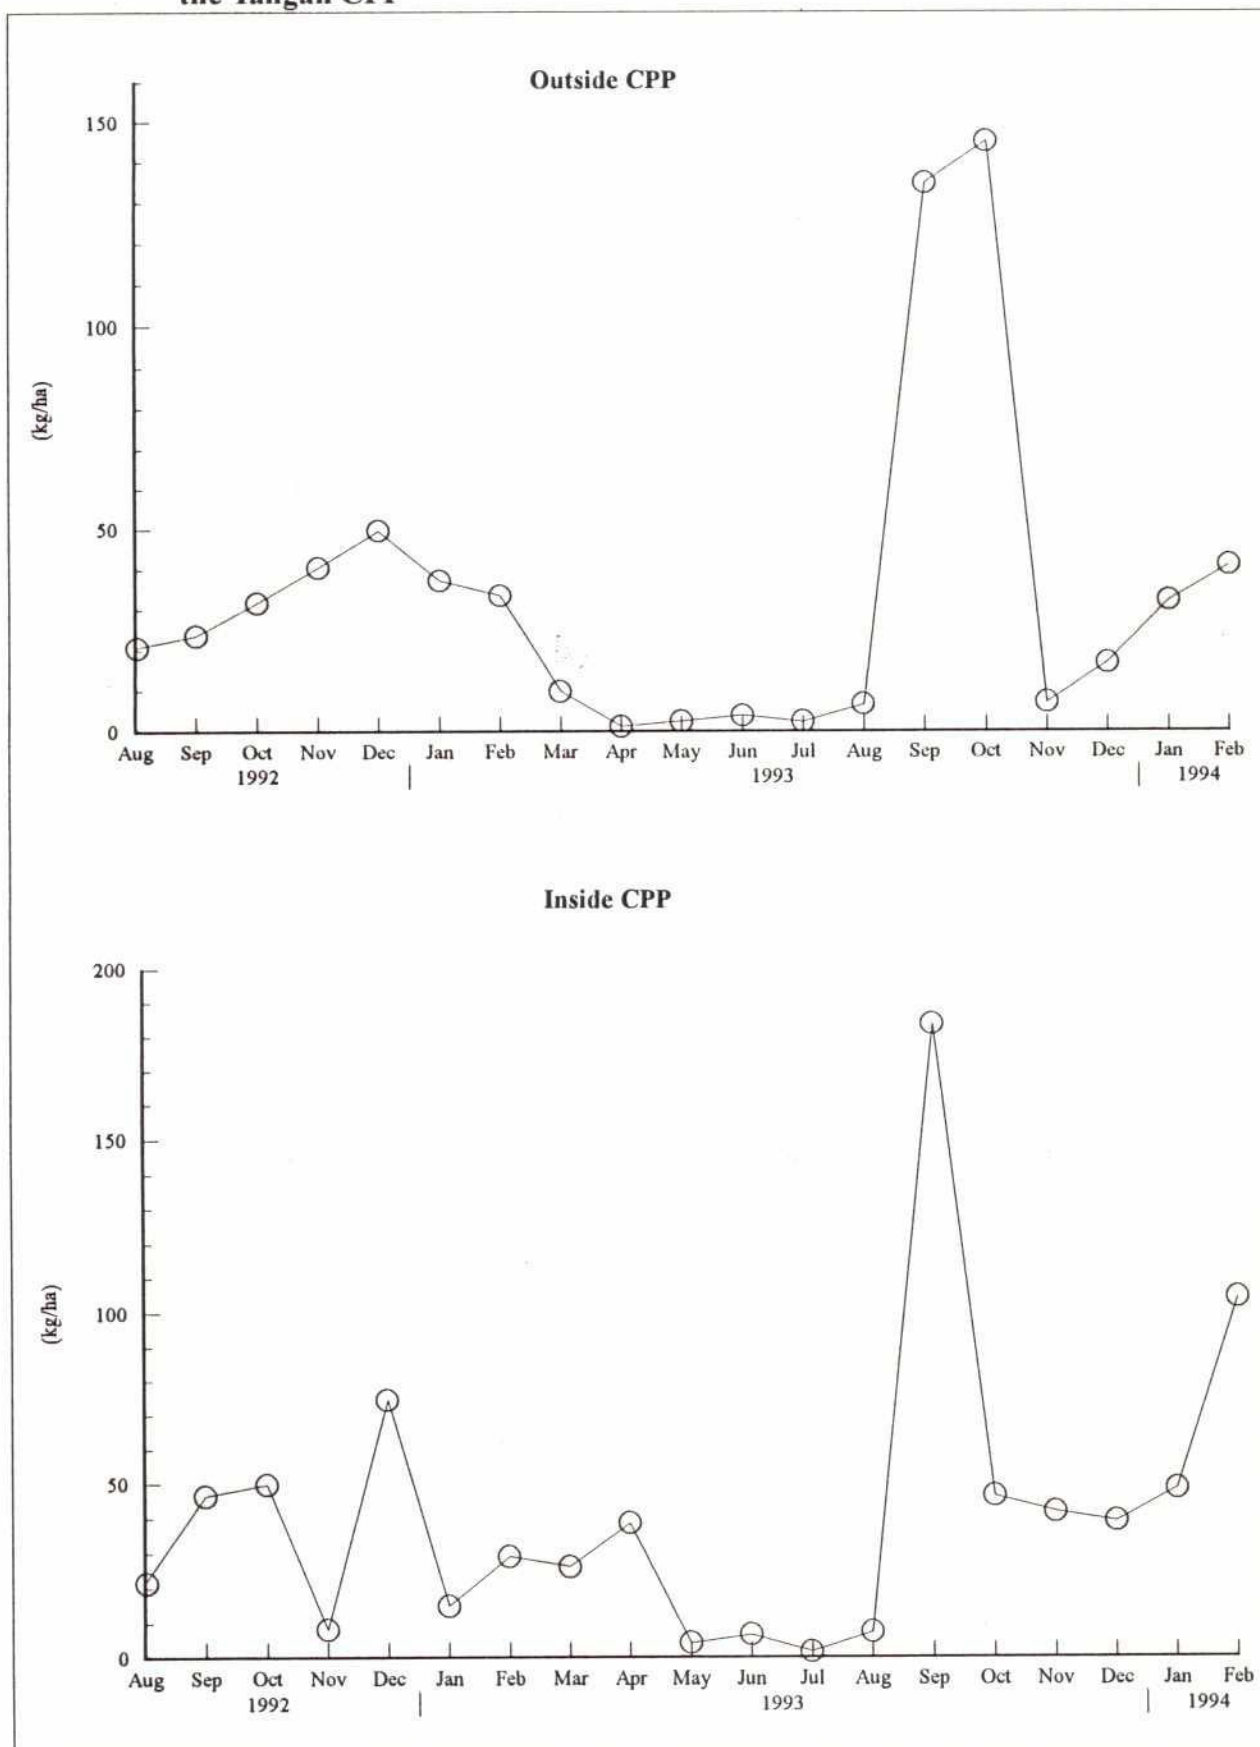 Outside CPP
150
100
50
0
(kg/ha)
Aug Sep Oct Nov Dec Jan Feb Mar Apr May Jun Jul Aug Sep Oct Nov Dec Jan Feb
1992 | 1993 | 1994
Inside CPP
200
150
100
50
0
(kg/ha)
Aug Sep Oct Nov Dec Jan Feb Mar Apr May Jun Jul Aug Sep Oct Nov Dec Jan Feb
1992 | 1993 | 1994